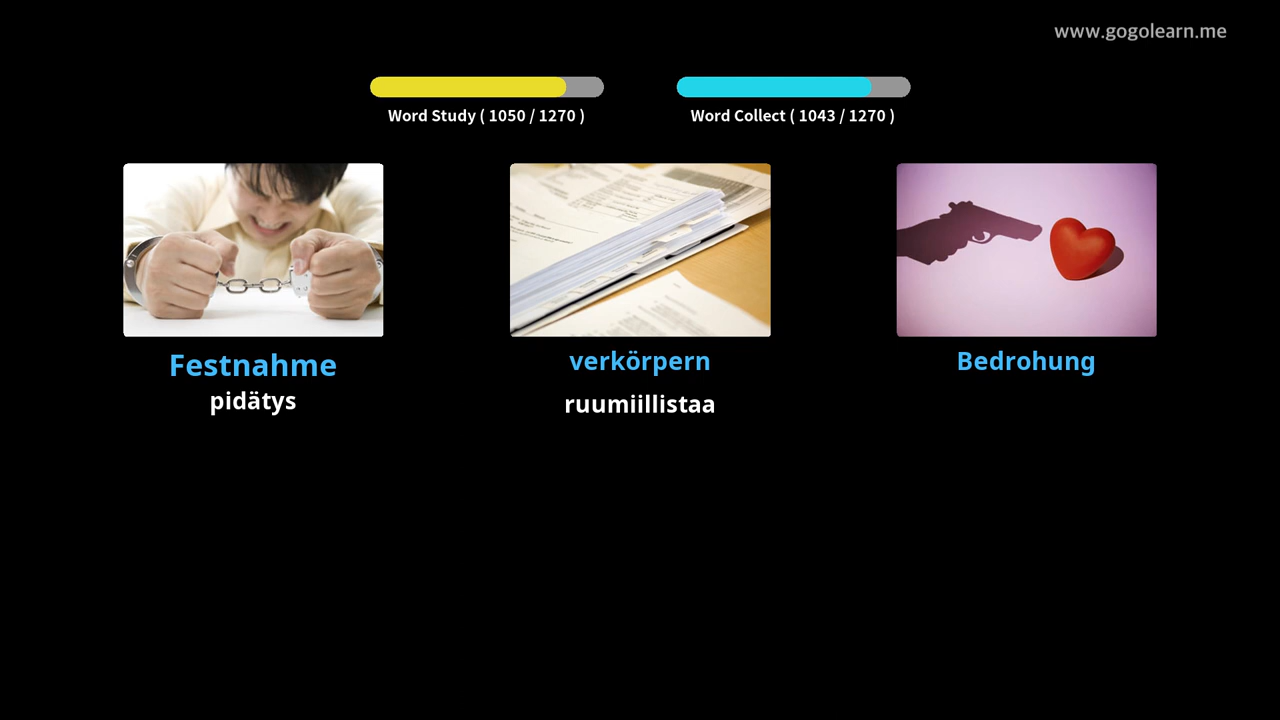 www.gogolearn.me
Word Study ( 1050 / 1270 )
Word Collect ( 1043 / 1270 )
Festnahme
pidätys
verkörpern
ruumiillistaa
Bedrohung